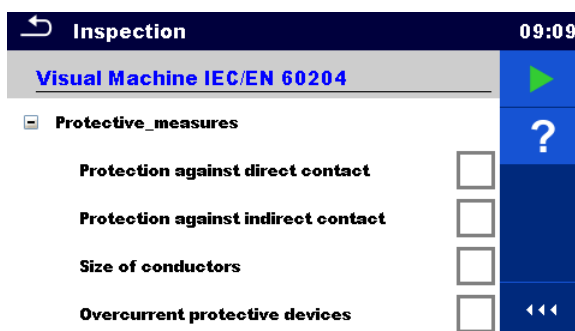 Inspection 09:09
Visual Machine IEC/EN 60204
Protective_measures
?
Protection against direct contact
Protection against indirect contact
Size of conductors
Overcurrent protective devices